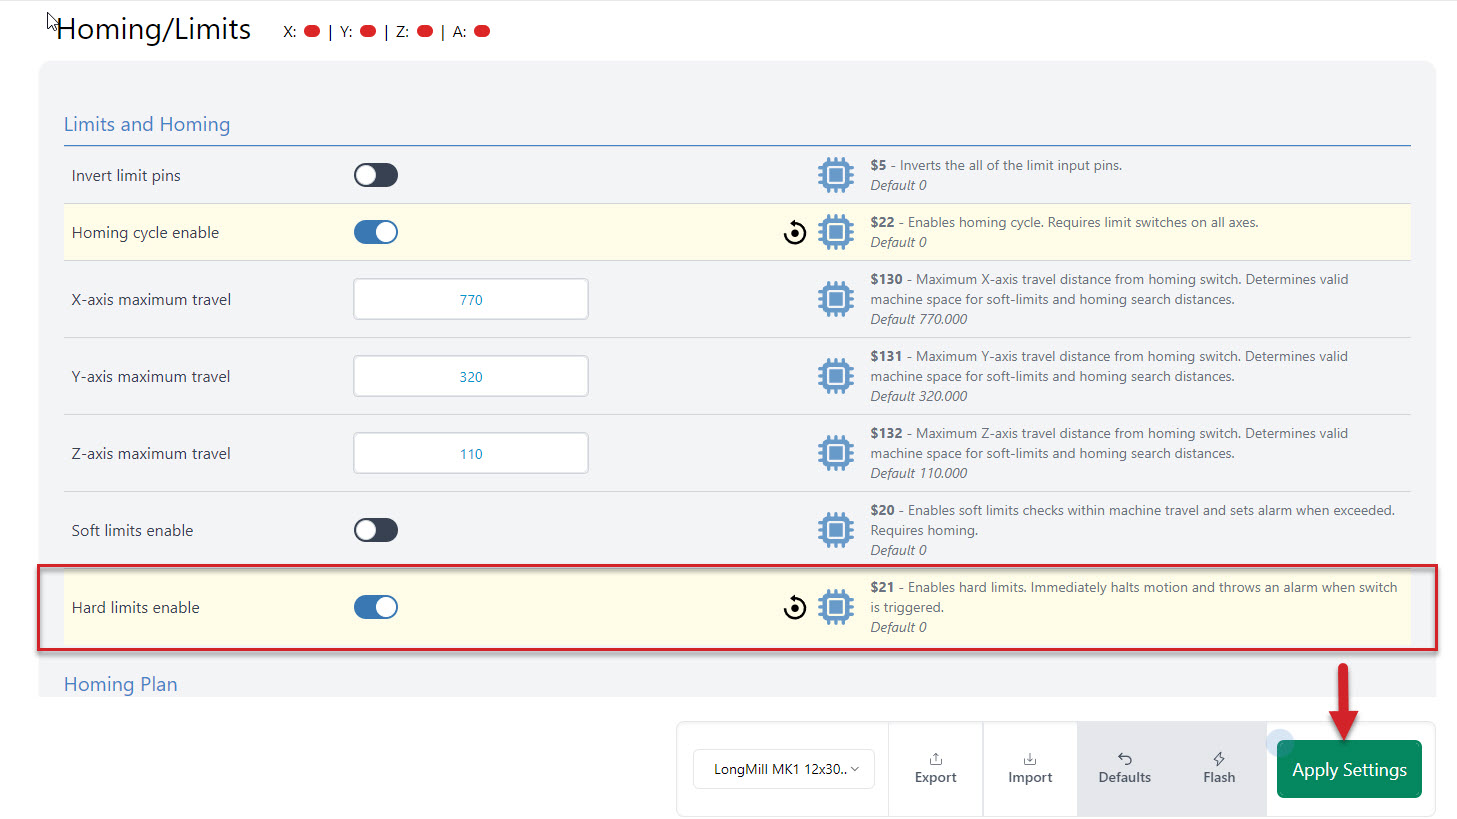 Homing/Limits X: | Y: | Z: | A:
Limits and Homing
Invert limit pins
$5 - Inverts the all of the limit input pins.
Default 0
Homing cycle enable
$22 - Enables homing cycle. Requires limit switches on all axes.
Default 0
X-axis maximum travel
770
$130 - Maximum X-axis travel distance from homing switch. Determines valid
machine space for soft-limits and homing search distances.
Default 770.000
Y-axis maximum travel
320
$131 - Maximum Y-axis travel distance from homing switch. Determines valid
machine space for soft-limits and homing search distances.
Default 320.000
Z-axis maximum travel
110
$132 - Maximum Z-axis travel distance from homing switch. Determines valid
machine space for soft-limits and homing search distances.
Default 110.000
Soft limits enable
$20 - Enables soft limits checks within machine travel and sets alarm when exceeded.
Requires homing.
Default 0
Hard limits enable
$21 - Enables hard limits. Immediately halts motion and throws an alarm when switch
is triggered.
Default 0
Homing Plan
LongMill MK1 12x30..
Export
Import
Defaults
Flash
Apply Settings